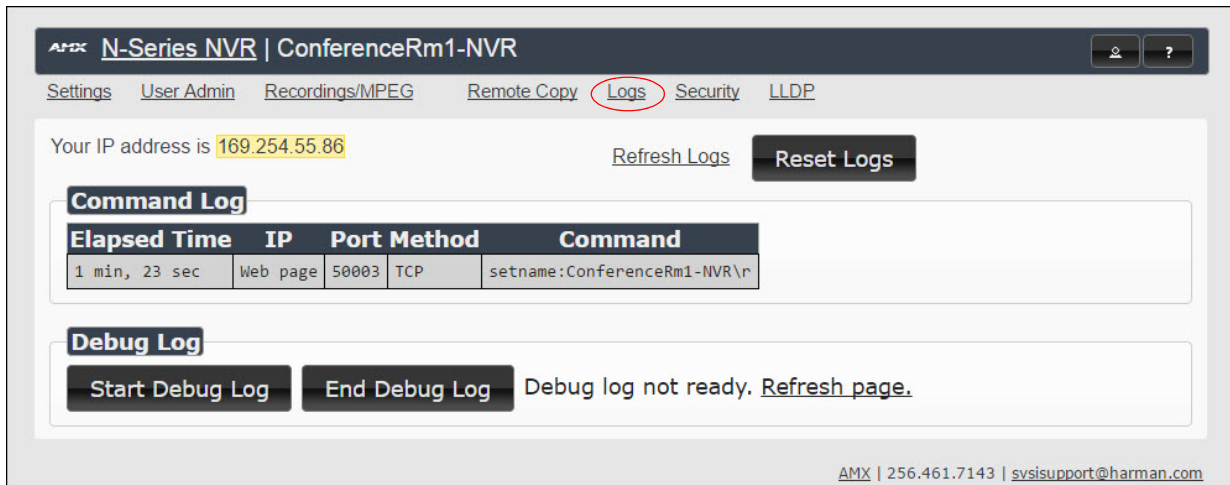 AMX N-Series NVR | ConferenceRm1-NVR ?
Settings User Admin Recordings/MPEG Remote Copy Logs Security LLDP
Your IP address is 169.254.55.86 Refresh Logs Reset Logs
Command Log
Elapsed Time IP Port Method Command
1 min, 23 sec Web page 50003 TCP setname:ConferenceRm1-NVR\r
Debug Log
Start Debug Log End Debug Log Debug log not ready. Refresh page.
AMX | 256.461.7143 | svsisupport@harman.com